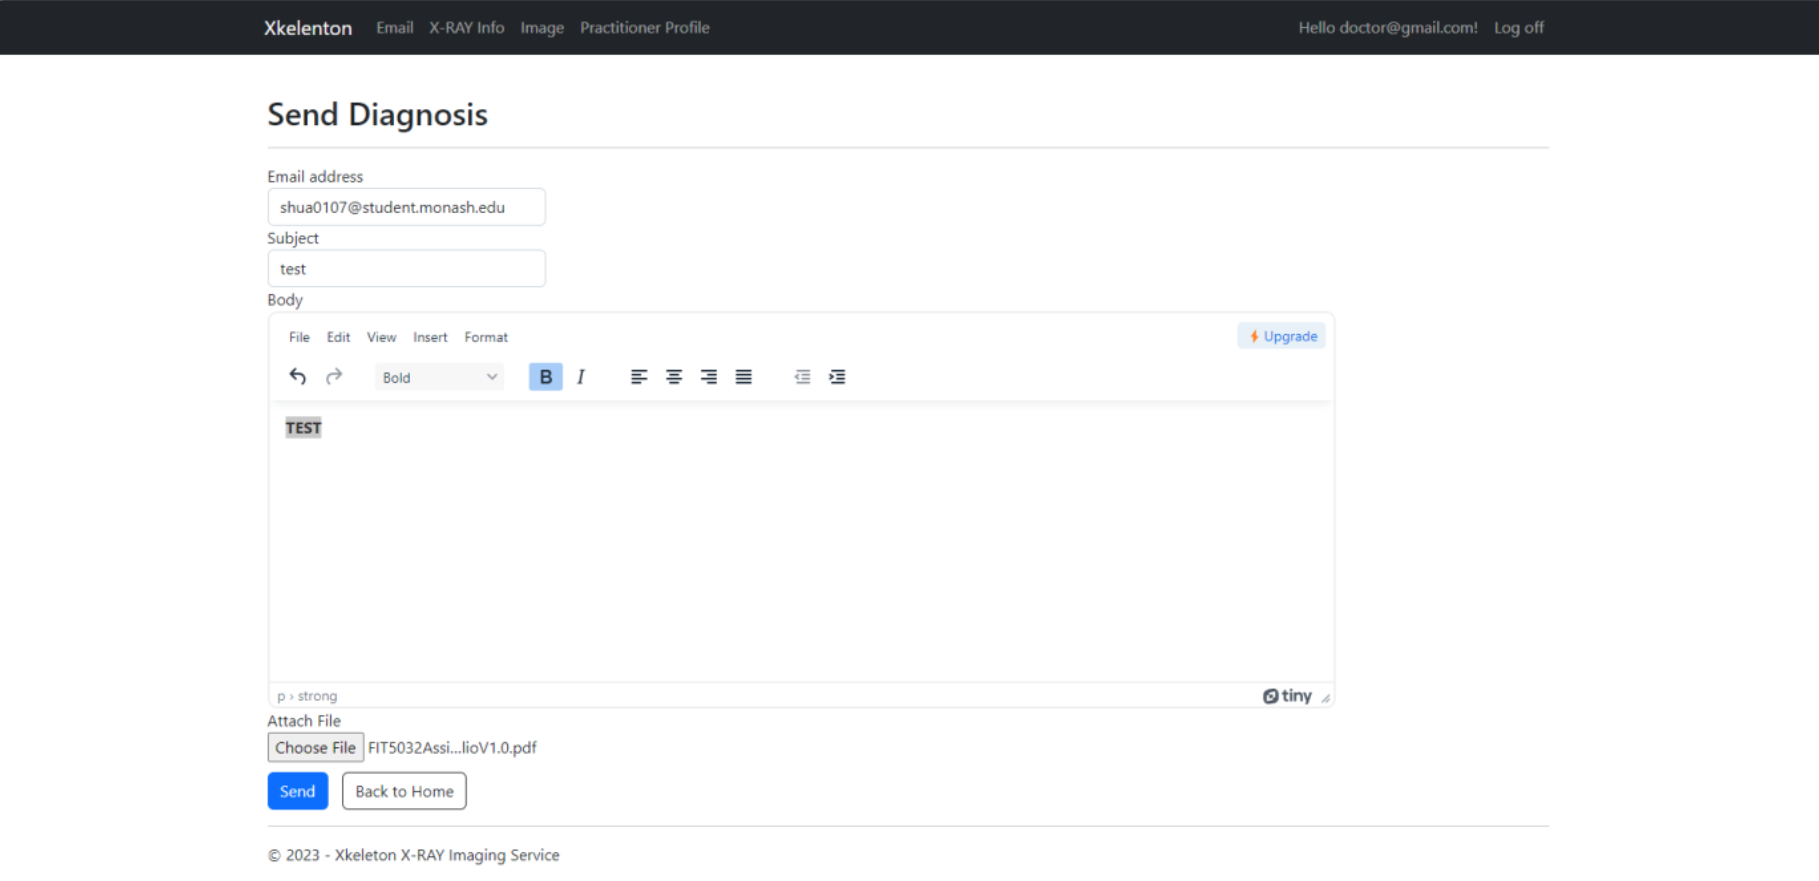 Xkelenton Email X-RAY Info Image Practitioner Profile Hello doctor@gmail.com! Log off
Send Diagnosis
Email address
shua0107@student.monash.edu
Subject
test
Body
File Edit View Insert Format Upgrade
Bold B I
TEST
p › strong tiny
Attach File
Choose File FIT5032Assi...lioV1.0.pdf
Send Back to Home
© 2023 - Xkeleton X-RAY Imaging Service